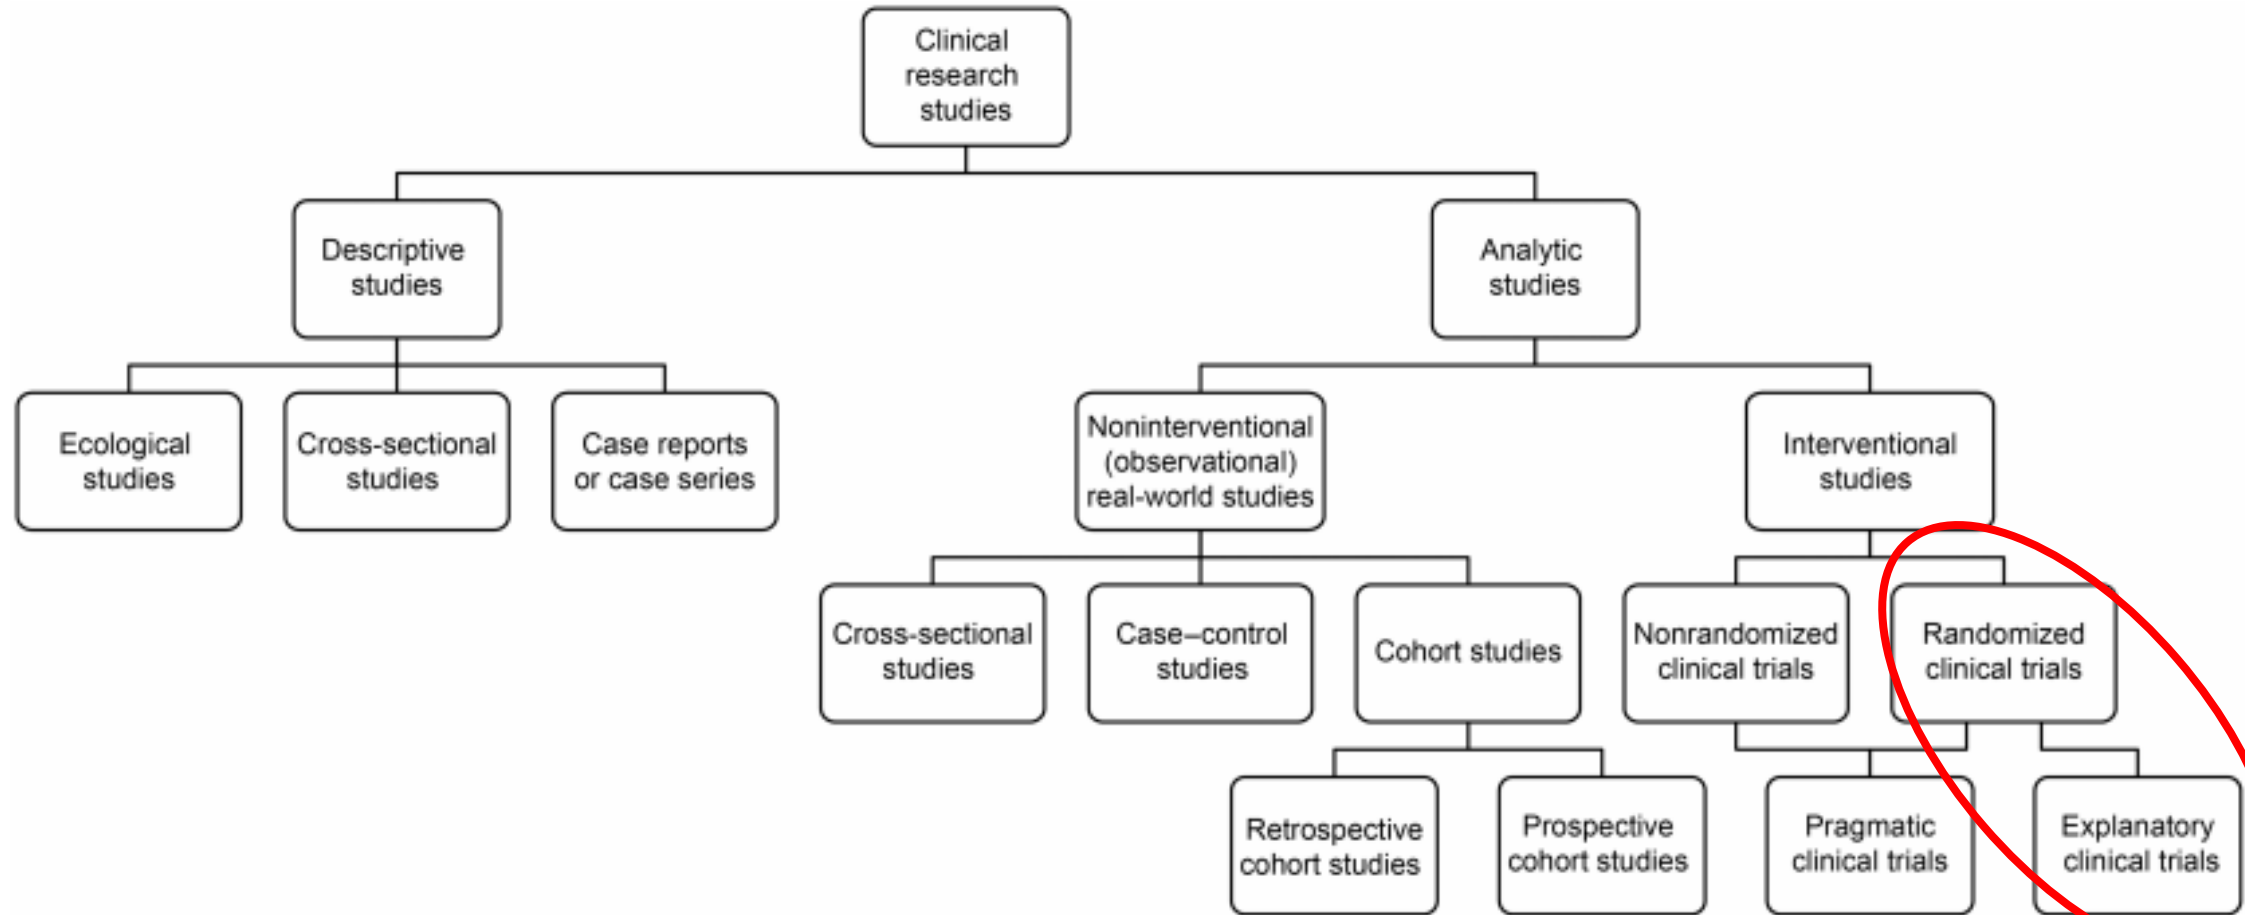 Clinical
research
studies
Descriptive
studies
Analytic
studies
Ecological
studies
Cross-sectional
studies
Case reports
or case series
Noninterventional
(observational)
real-world studies
Interventional
studies
Cross-sectional
studies
Case–control
studies
Cohort studies
Nonrandomized
clinical trials
Randomized
clinical trials
Retrospective
cohort studies
Prospective
cohort studies
Pragmatic
clinical trials
Explanatory
clinical trials